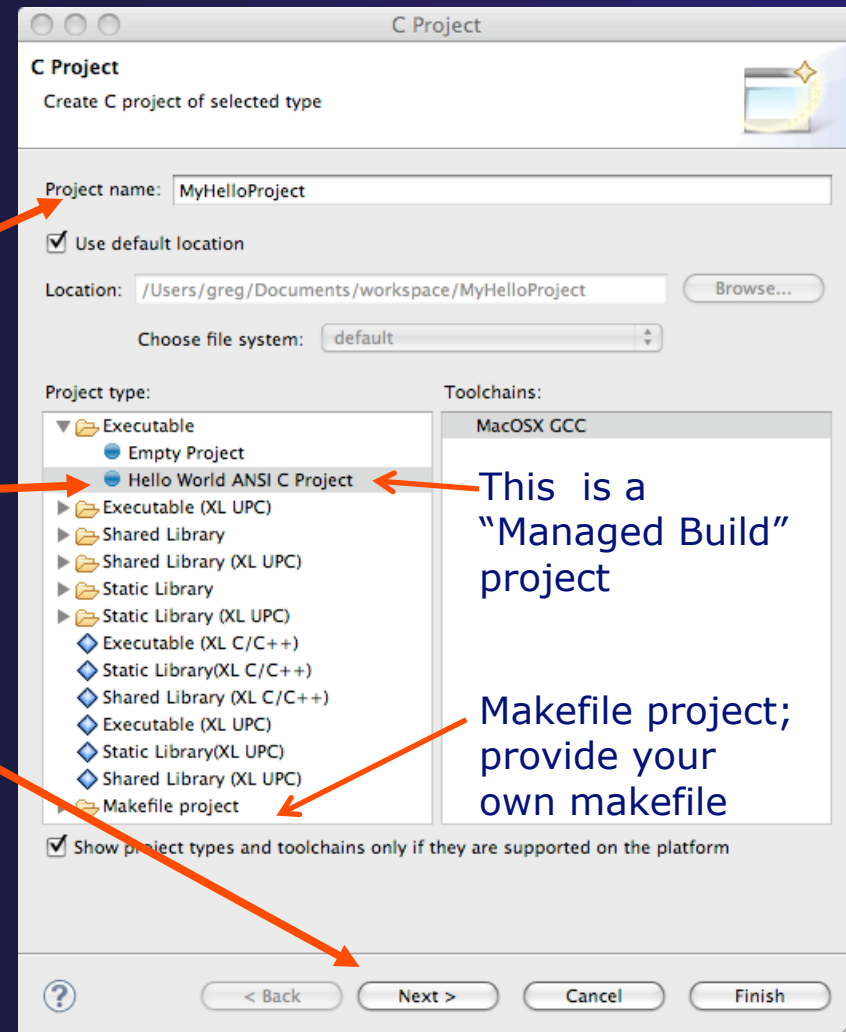 C Project
C Project
Create C project of selected type
Project name: MyHelloProject
Use default location
Location: /Users/greg/Documents/workspace/MyHelloProject Browse...
Choose file system: default
Project type:
Executable
Empty Project
Hello World ANSI C Project
Executable (XL UPC)
Shared Library
Shared Library (XL UPC)
Static Library
Static Library (XL UPC)
Executable (XL C/C++)
Static Library(XL C/C++)
Shared Library (XL C/C++)
Executable (XL UPC)
Static Library(XL UPC)
Shared Library (XL UPC)
Makefile project
Toolchains:
MacOSX GCC
This is a
“Managed Build”
project
Makefile project;
provide your
own makefile
Show project types and toolchains only if they are supported on the platform
? < Back Next > Cancel Finish